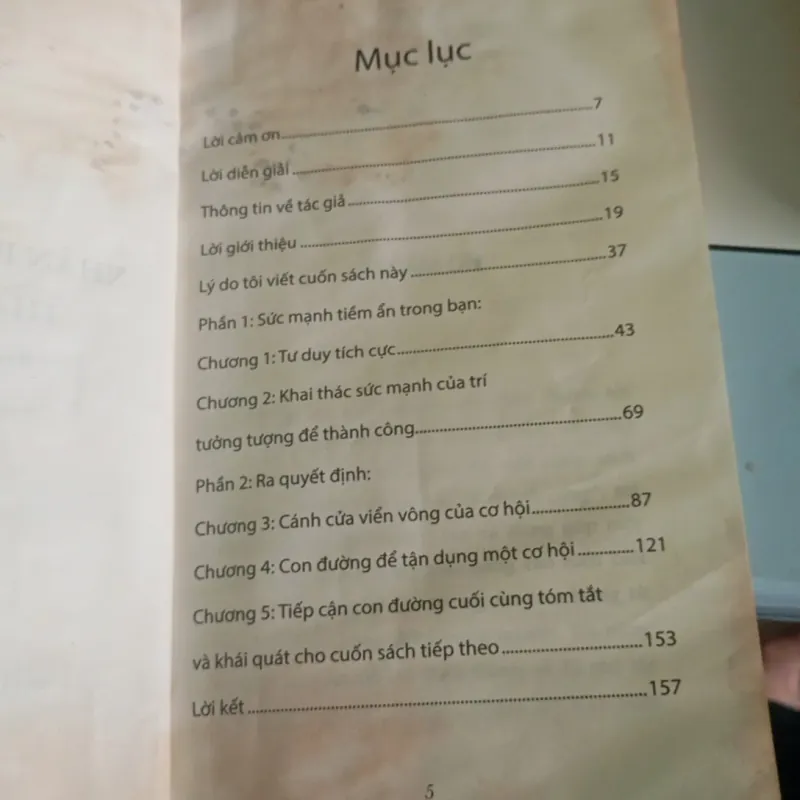 Mục lục
Lời cảm ơn.....7
Lời diễn giải.....11
Thông tin về tác giả.....15
Lời giới thiệu.....19
Lý do tôi viết cuốn sách này.....37
Phần 1: Sức mạnh tiềm ẩn trong bạn:
Chương 1: Tư duy tích cực.....43
Chương 2: Khai thác sức mạnh của trí
tưởng tượng để thành công.....69
Phần 2: Ra quyết định:
Chương 3: Cánh cửa viển vông của cơ hội.....87
Chương 4: Con đường để tận dụng một cơ hội.....121
Chương 5: Tiếp cận con đường cuối cùng tóm tắt
và khái quát cho cuốn sách tiếp theo.....153
Lời kết.....157
5